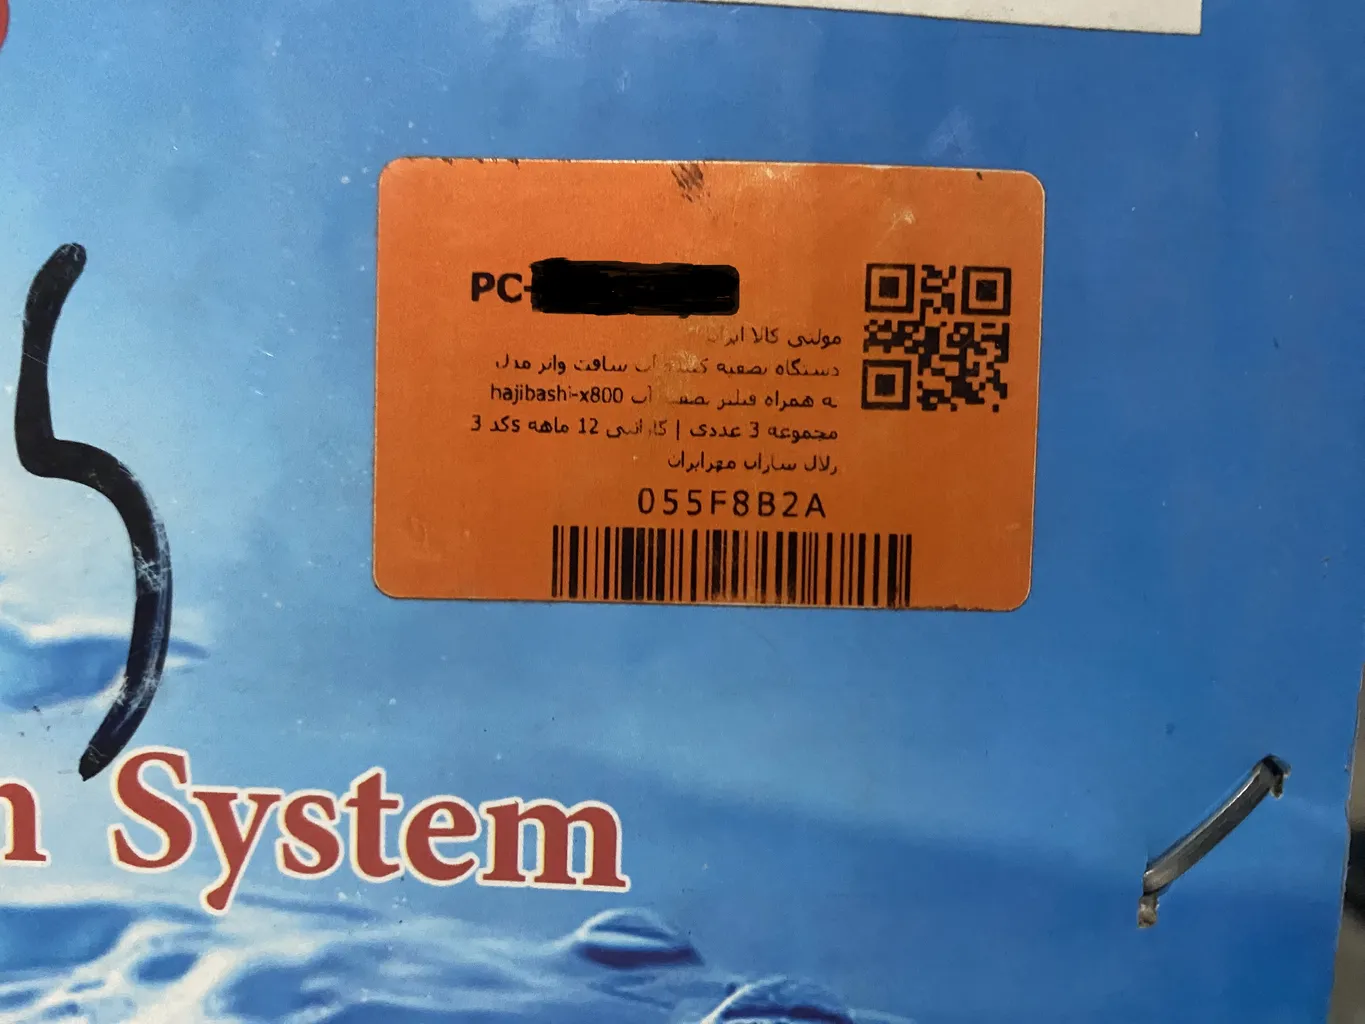 PC-
مولتی کالا ایران
دستگاه تصفیه کننده آب سافت واتر مدل
hajibashi-x800 به همراه فیلتر تصفیه آب
مجموعه 3 عددی | گارانتی 12 ماهه sکد 3
زلال سازان مهرایران
055F8B2A
n System